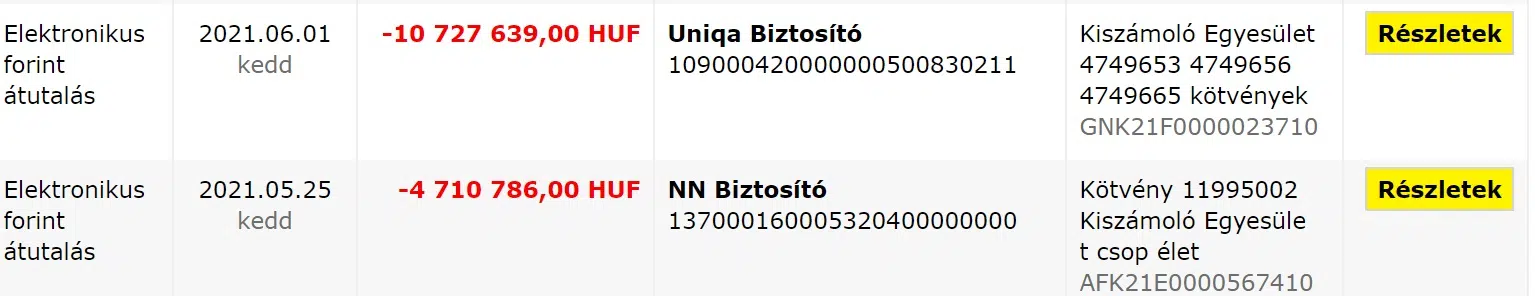 Elektronikus
forint
átutalás
2021.06.01
kedd
-10 727 639,00 HUF
Uniqa Biztosító
109000420000000500830211
Kiszámoló Egyesület
4749653 4749656
4749665 kötvények
GNK21F0000023710
Részletek
Elektronikus
forint
átutalás
2021.05.25
kedd
-4 710 786,00 HUF
NN Biztosító
137000160005320400000000
Kötvény 11995002
Kiszámoló Egyesüle
t csop élet
AFK21E0000567410
Részletek